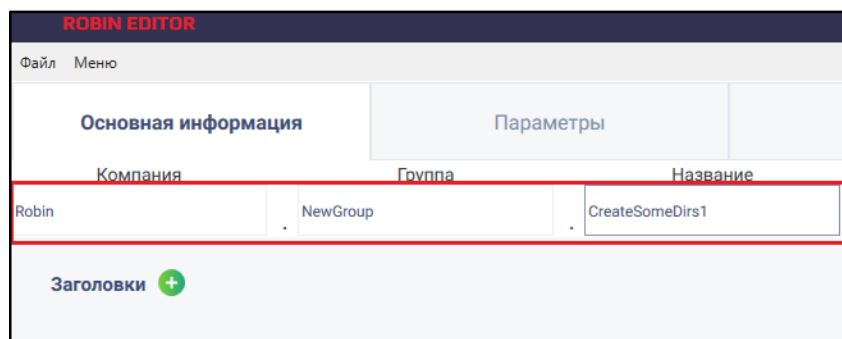 ROBIN EDITOR
Файл Меню
Основная информация Параметры
Компания Группа Название
Robin . NewGroup . CreateSomeDirs1
Заголовки +